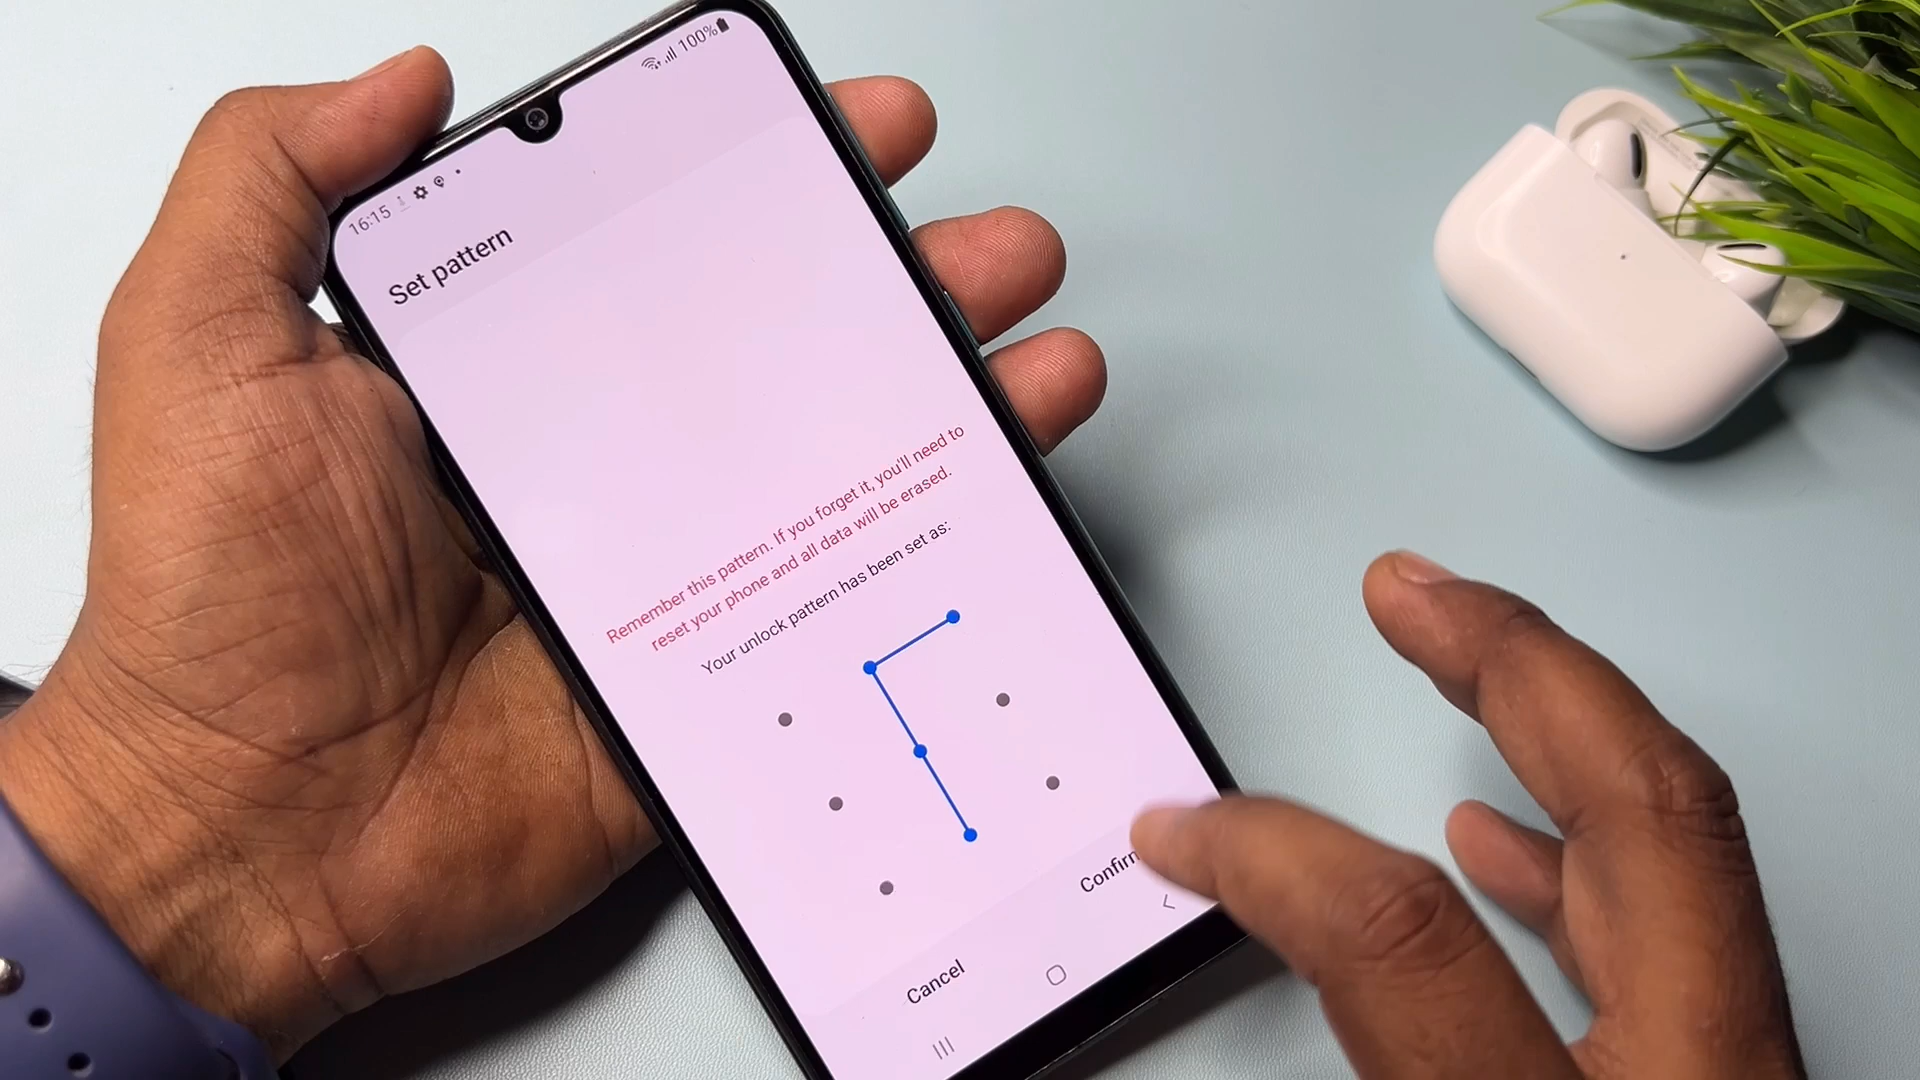 16:15
100%
Set pattern
Remember this pattern. If you forget it, you'll need to
reset your phone and all data will be erased.
Your unlock pattern has been set as:
Cancel
Confirm